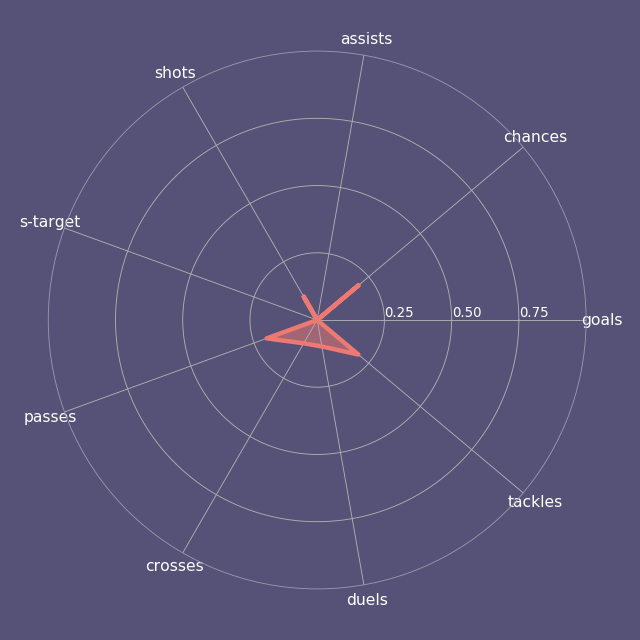 assists
shots
chances
s-target
0.25
0.50
0.75
goals
passes
tackles
crosses
duels